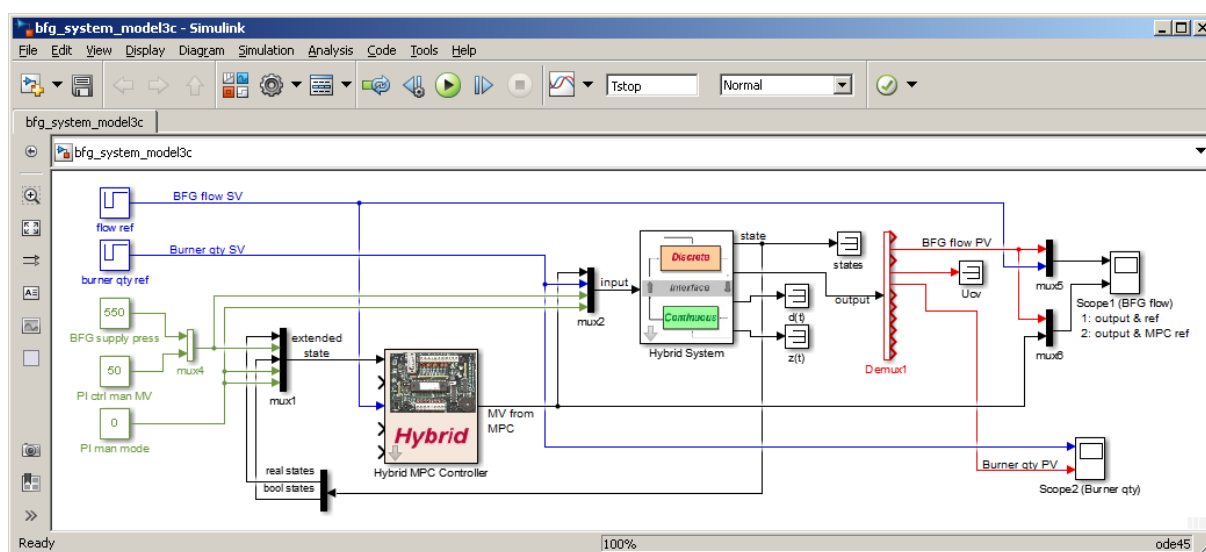 bfg_system_model3c - Simulink
File Edit View Display Diagram Simulation Analysis Code Tools Help
Tstop
Normal
bfg_system_model3c
bfg_system_model3c
BFG flow SV
flow ref
Burner qty SV
burner qty ref
550
BFG supply press
mux4
50
PI ctrl man MV
0
PI man mode
extended
state
mux1
real states
bool states
Hybrid
Hybrid MPC Controller
MV from
MPC
mux2
input
Discrete
Interface
Continuous
Hybrid System
state
states
d(t)
z(t)
output
Demux1
BFG flow PV
Ucv
mux5
mux6
Scope1 (BFG flow)
1: output & ref
2: output & MPC ref
Burner qty PV
Scope2 (Burner qty)
Ready
100%
ode45